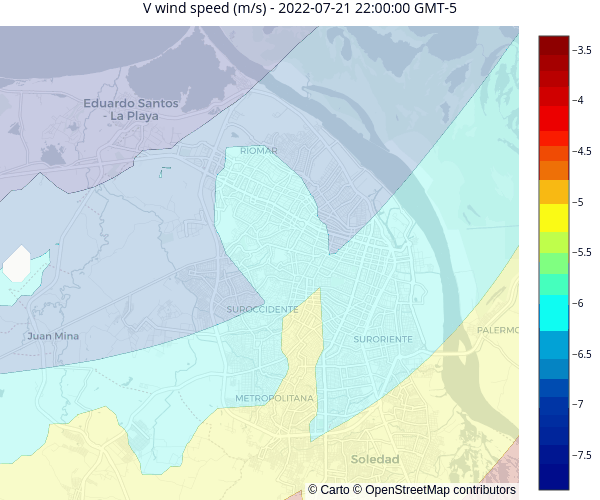 V wind speed (m/s) - 2022-07-21 22:00:00 GMT-5
−3.5
−4
−4.5
−5
−5.5
−6
−6.5
−7
−7.5
Eduardo Santos
- La Playa
RIOMAR
SUROCCIDENTE
Juan Mina
SURORIENTE
PALERMO
METROPOLITANA
Soledad
© Carto © OpenStreetMap contributors